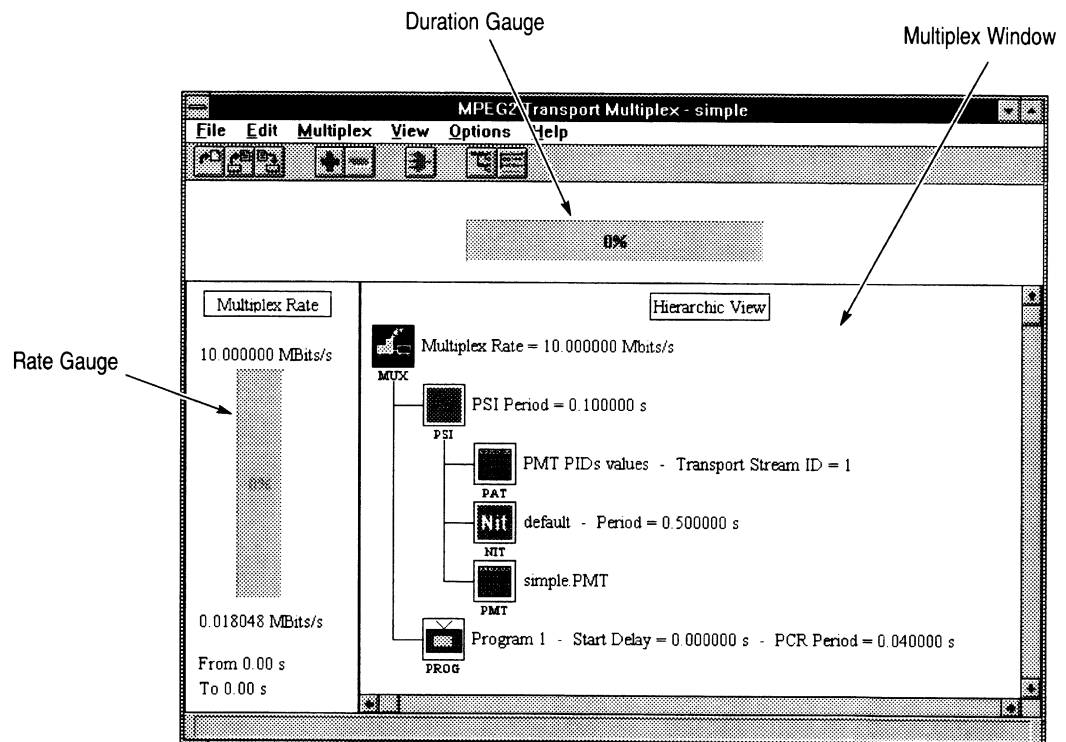 Duration Gauge
Multiplex Window
MPEG2 Transport Multiplex - simple
File Edit Multiplex View Options Help
0%
Multiplex Rate
Hierarchic View
10.000000 MBits/s
Multiplex Rate = 10.000000 Mbits/s
MUX
Rate Gauge
PSI Period = 0.100000 s
PSI
PMT PIDs values - Transport Stream ID = 1
PAT
0%
Nit
default - Period = 0.500000 s
NIT
simple.PMT
PMT
0.018048 MBits/s
Program 1 - Start Delay = 0.000000 s - PCR Period = 0.040000 s
PROG
From 0.00 s
To 0.00 s